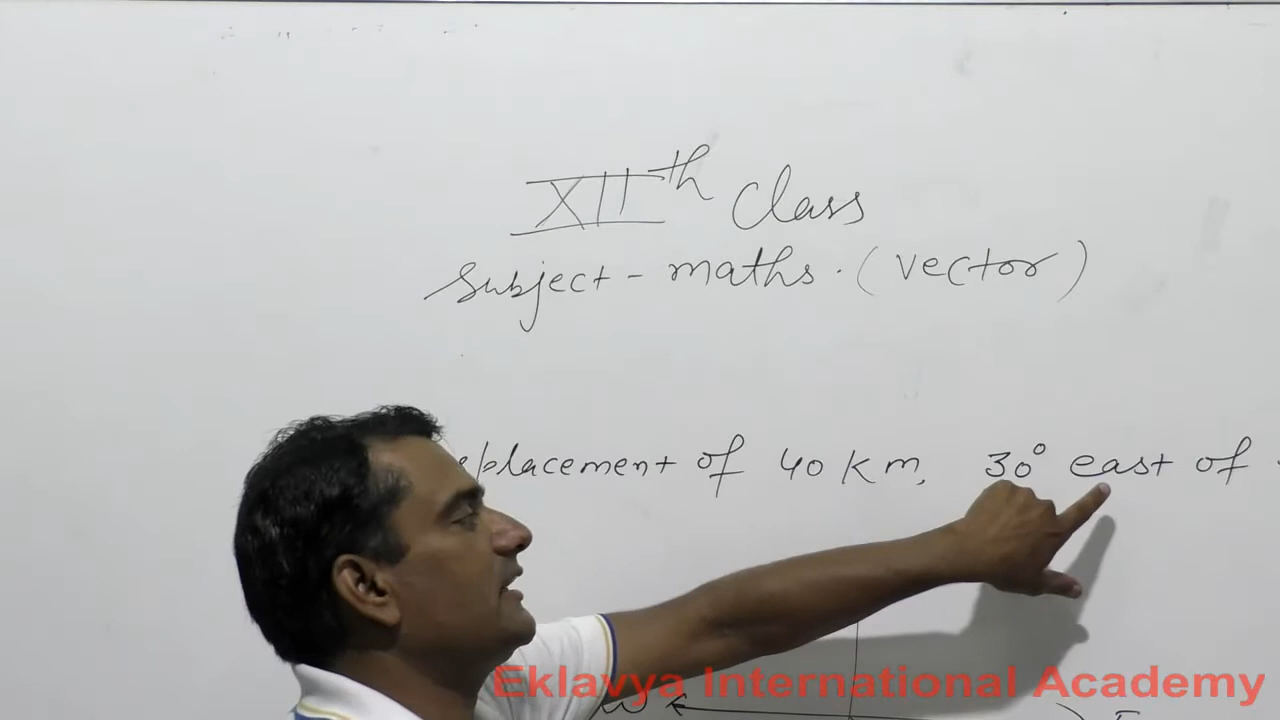 XIIth Class
Subject - maths. (vector)
placement of 40 km, 30° east of
Eklavya International Academy
W